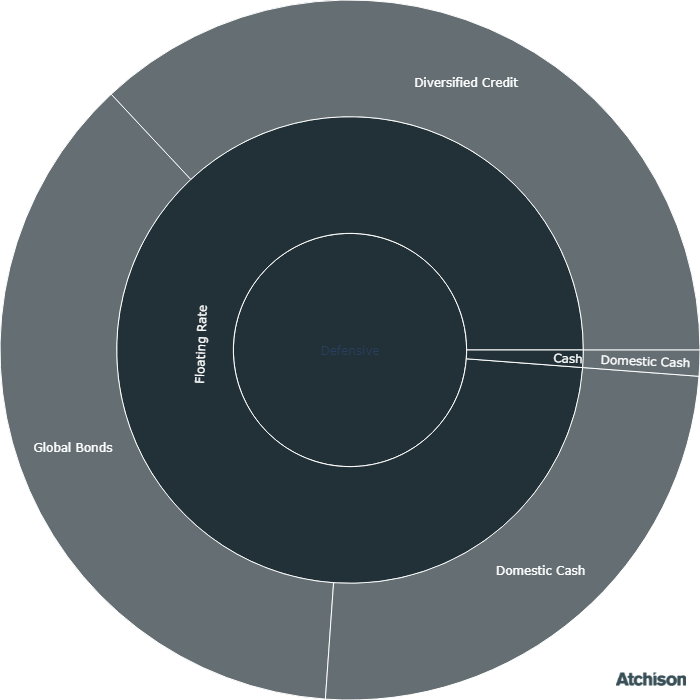 Diversified Credit
Floating Rate
Defensive
Cash
Domestic Cash
Global Bonds
Domestic Cash
Atchison